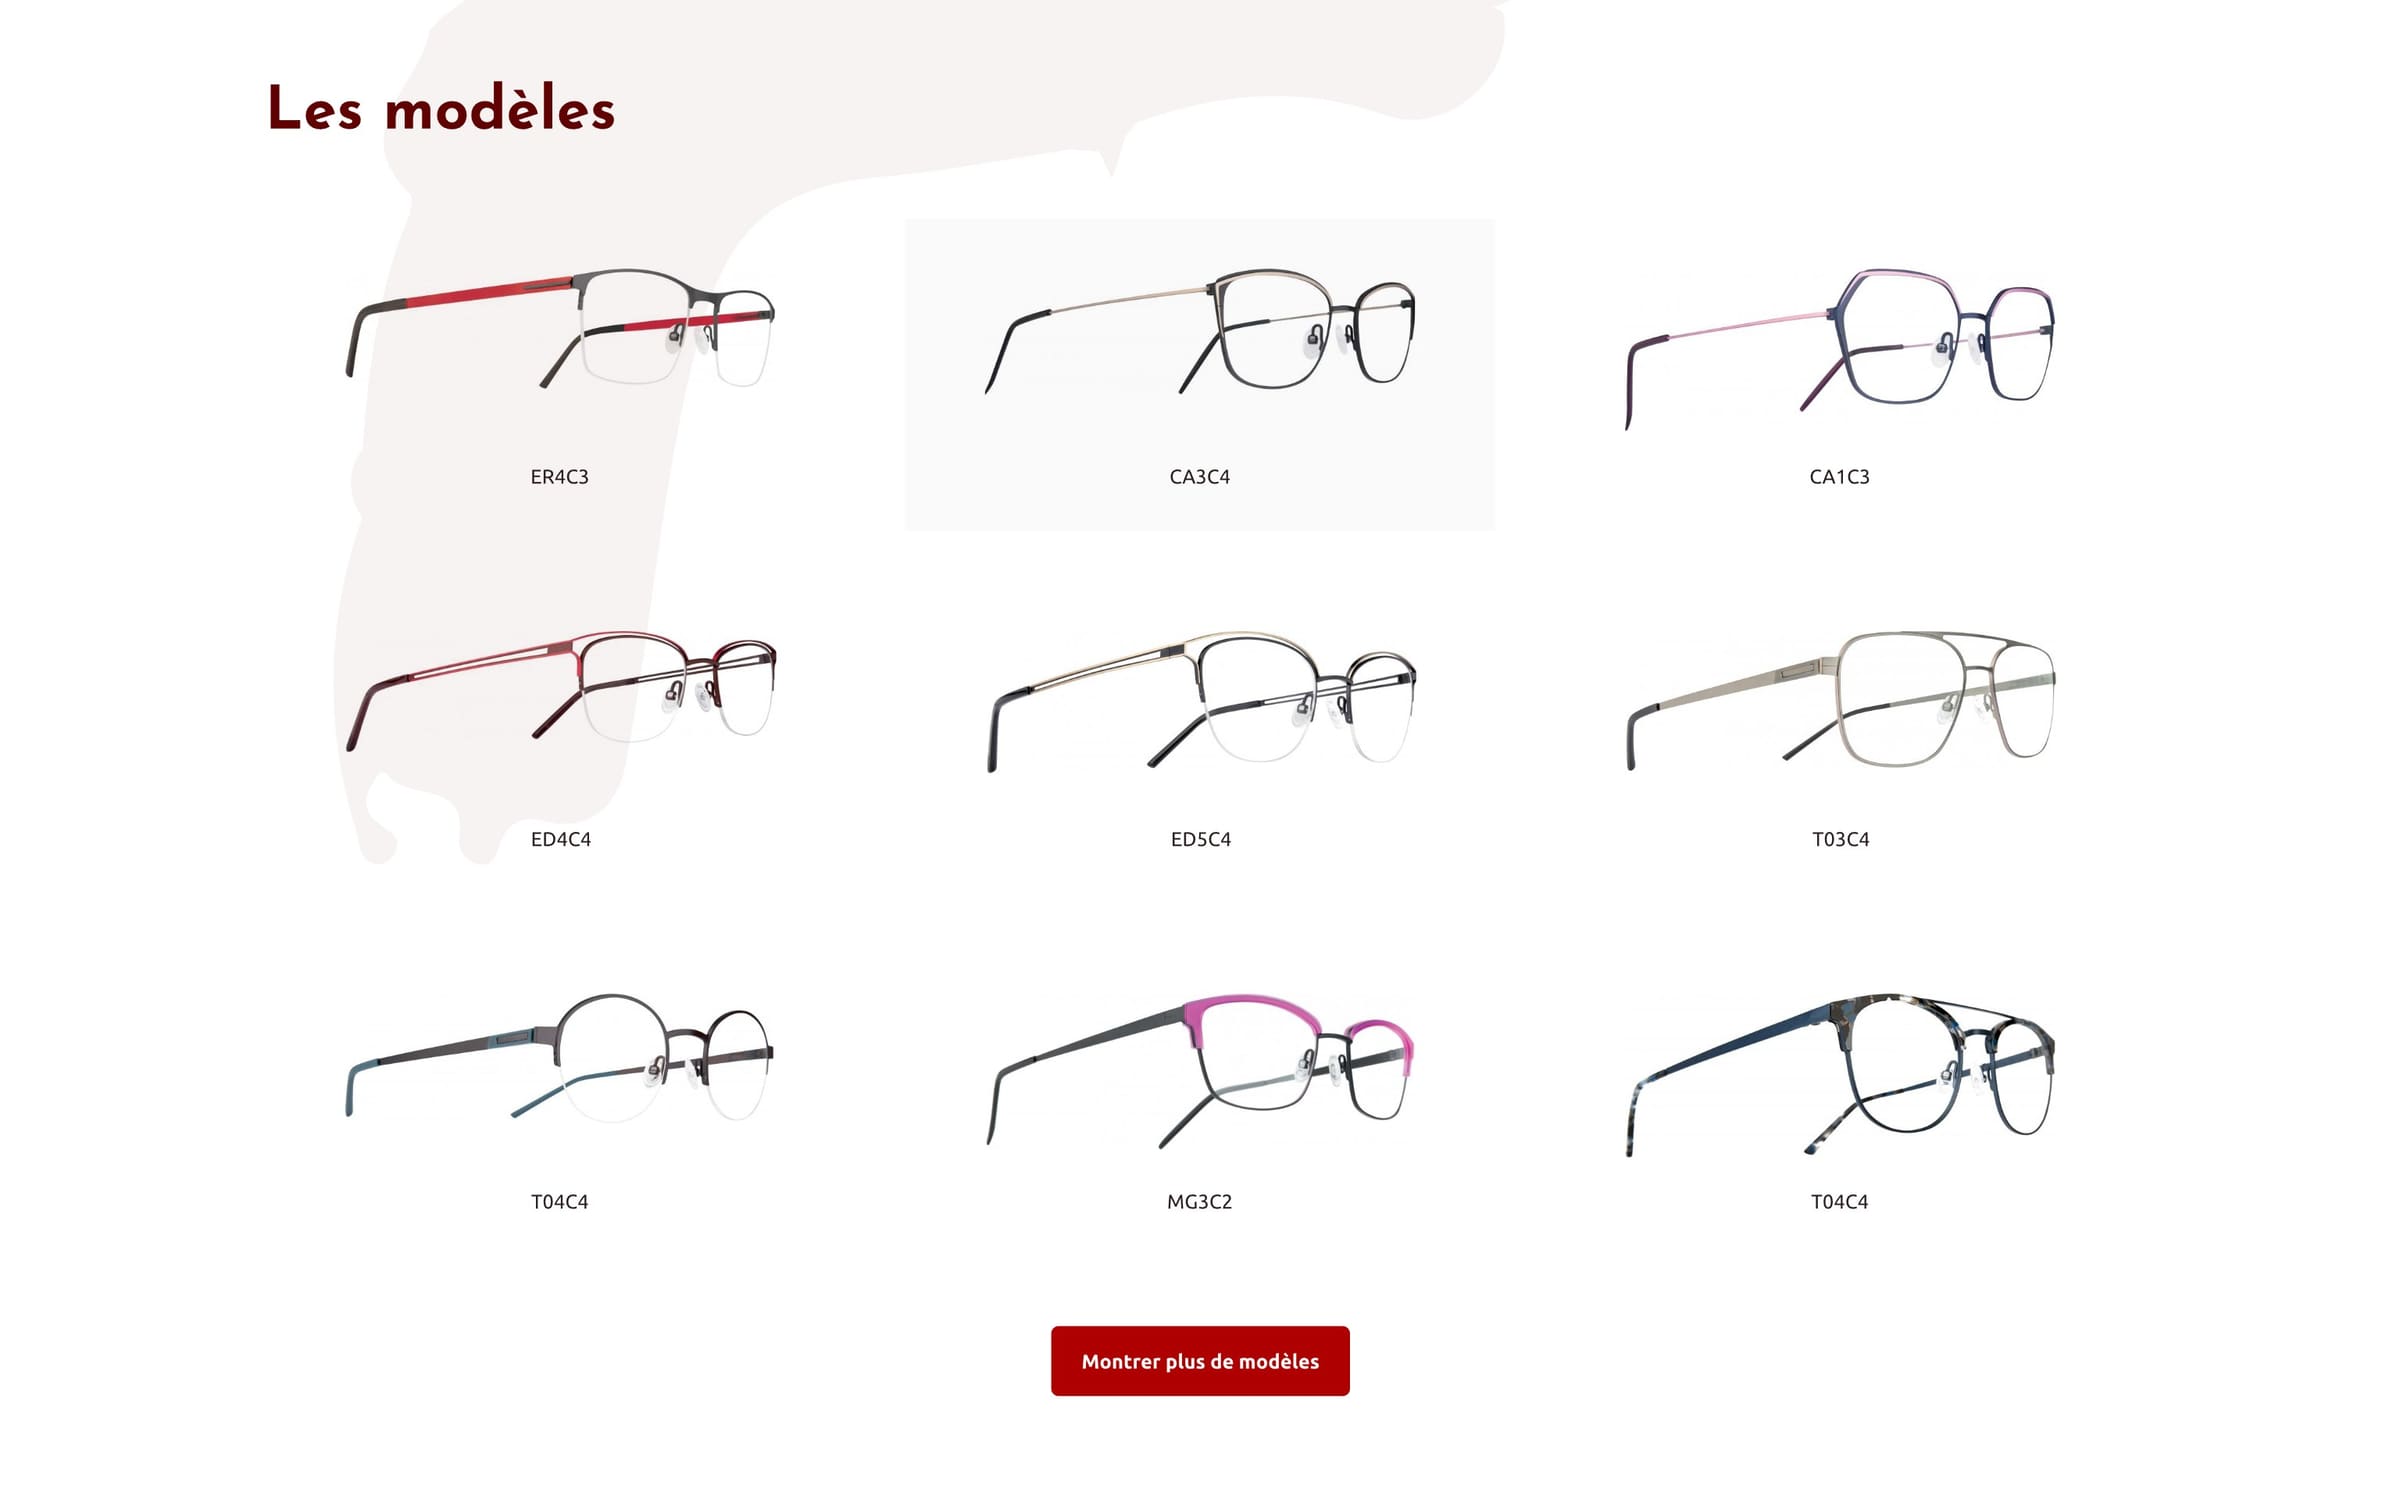 Les modèles
ER4C3
CA3C4
CA1C3
ED4C4
ED5C4
T03C4
T04C4
MG3C2
T04C4
Montrer plus de modèles